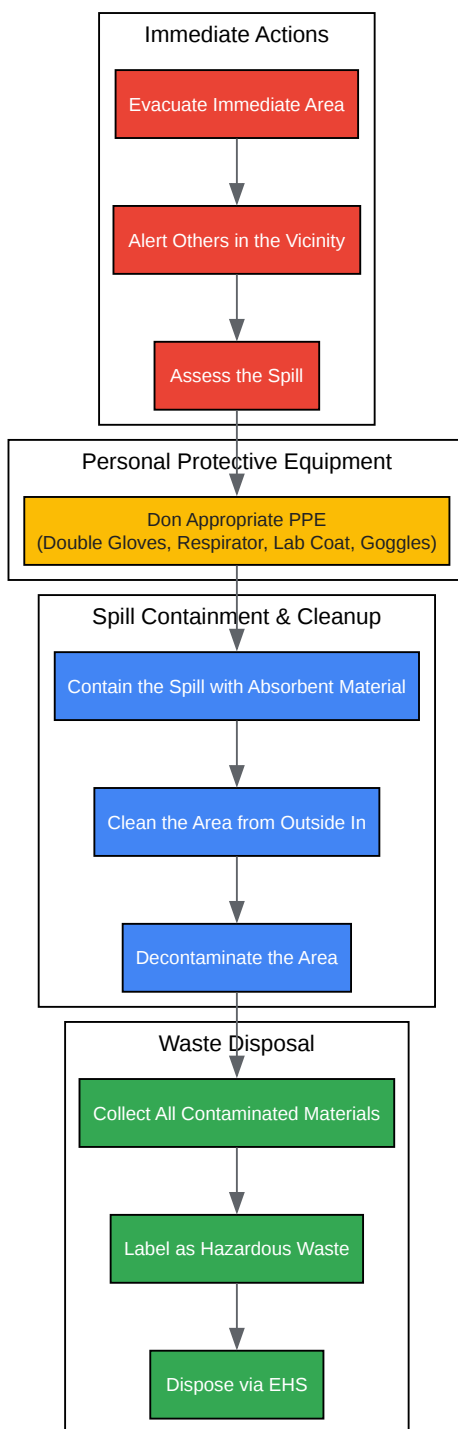 Immediate Actions
Evacuate Immediate Area
Alert Others in the Vicinity
Assess the Spill
Personal Protective Equipment
Don Appropriate PPE
(Double Gloves, Respirator, Lab Coat, Goggles)
Spill Containment & Cleanup
Contain the Spill with Absorbent Material
Clean the Area from Outside In
Decontaminate the Area
Waste Disposal
Collect All Contaminated Materials
Label as Hazardous Waste
Dispose via EHS